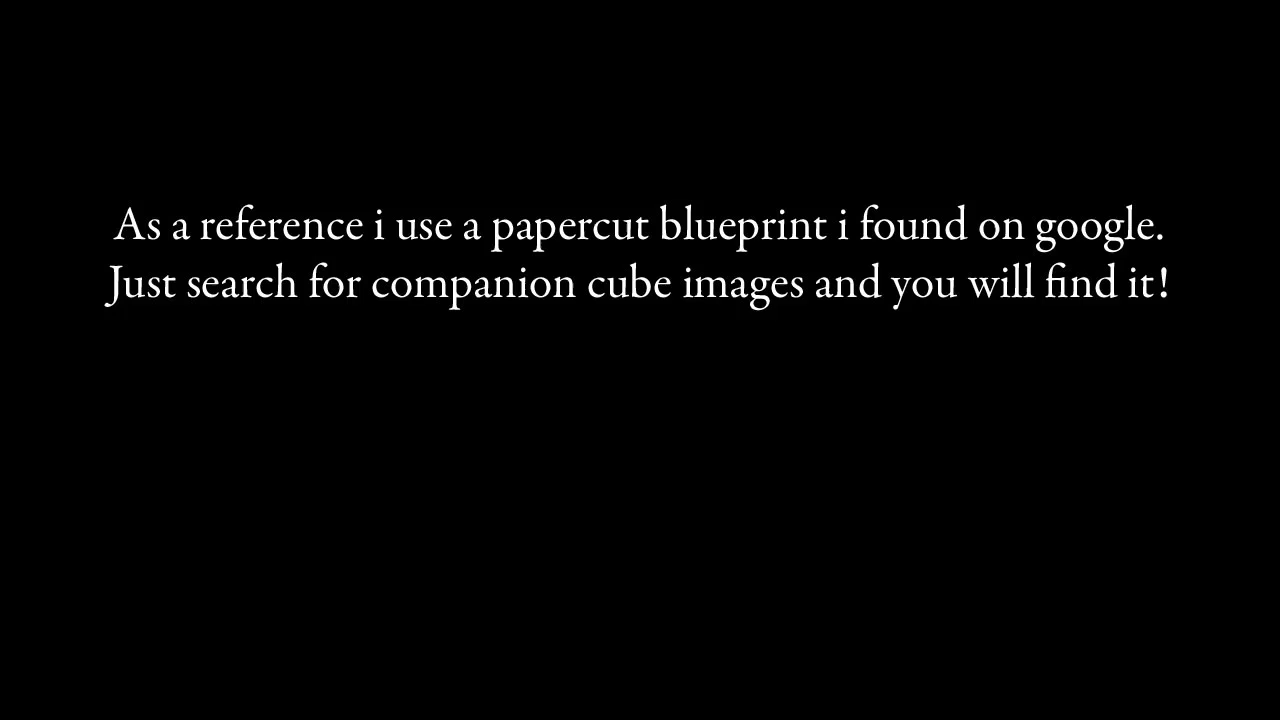 As a reference i use a papercut blueprint i found on google.
Just search for companion cube images and you will find it!